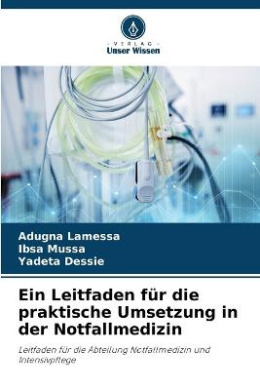 VERLAG
Unser Wissen
Adugna Lamessa
Ibsa Mussa
Yadeta Dessie
Ein Leitfaden für die
praktische Umsetzung in
der Notfallmedizin
Leitfaden für die Abteilung Notfallmedizin und
Intensivpflege